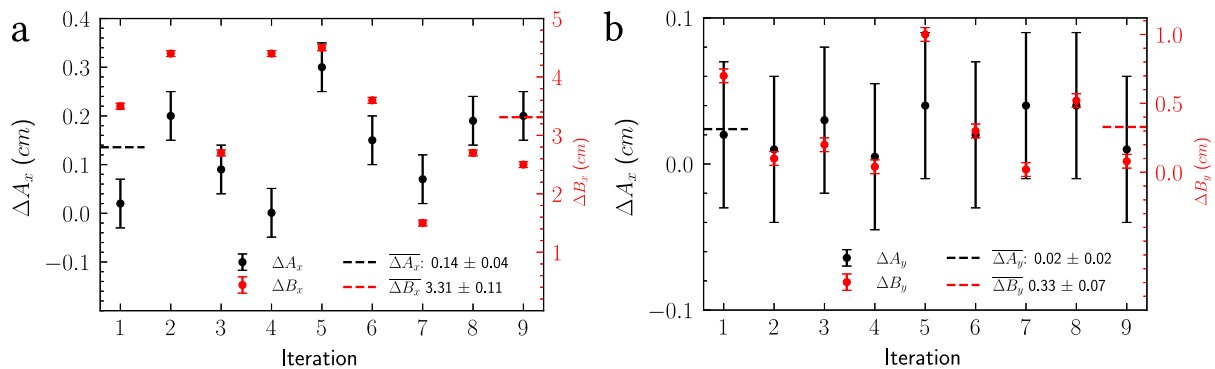 a
0.4
0.3
0.2
0.1
0.0
−0.1
ΔA_x (cm)
5
4
3
2
1
ΔB_x (cm)
ΔA_x
ΔB_x
\overline{ΔA_x}: 0.14 ± 0.04
\overline{ΔB_x} 3.31 ± 0.11
1 2 3 4 5 6 7 8 9
Iteration
b
0.1
0.0
−0.1
ΔA_x (cm)
1.0
0.5
0.0
ΔB_y (cm)
ΔA_y
ΔB_y
\overline{ΔA_y}: 0.02 ± 0.02
\overline{ΔB_y} 0.33 ± 0.07
1 2 3 4 5 6 7 8 9
Iteration